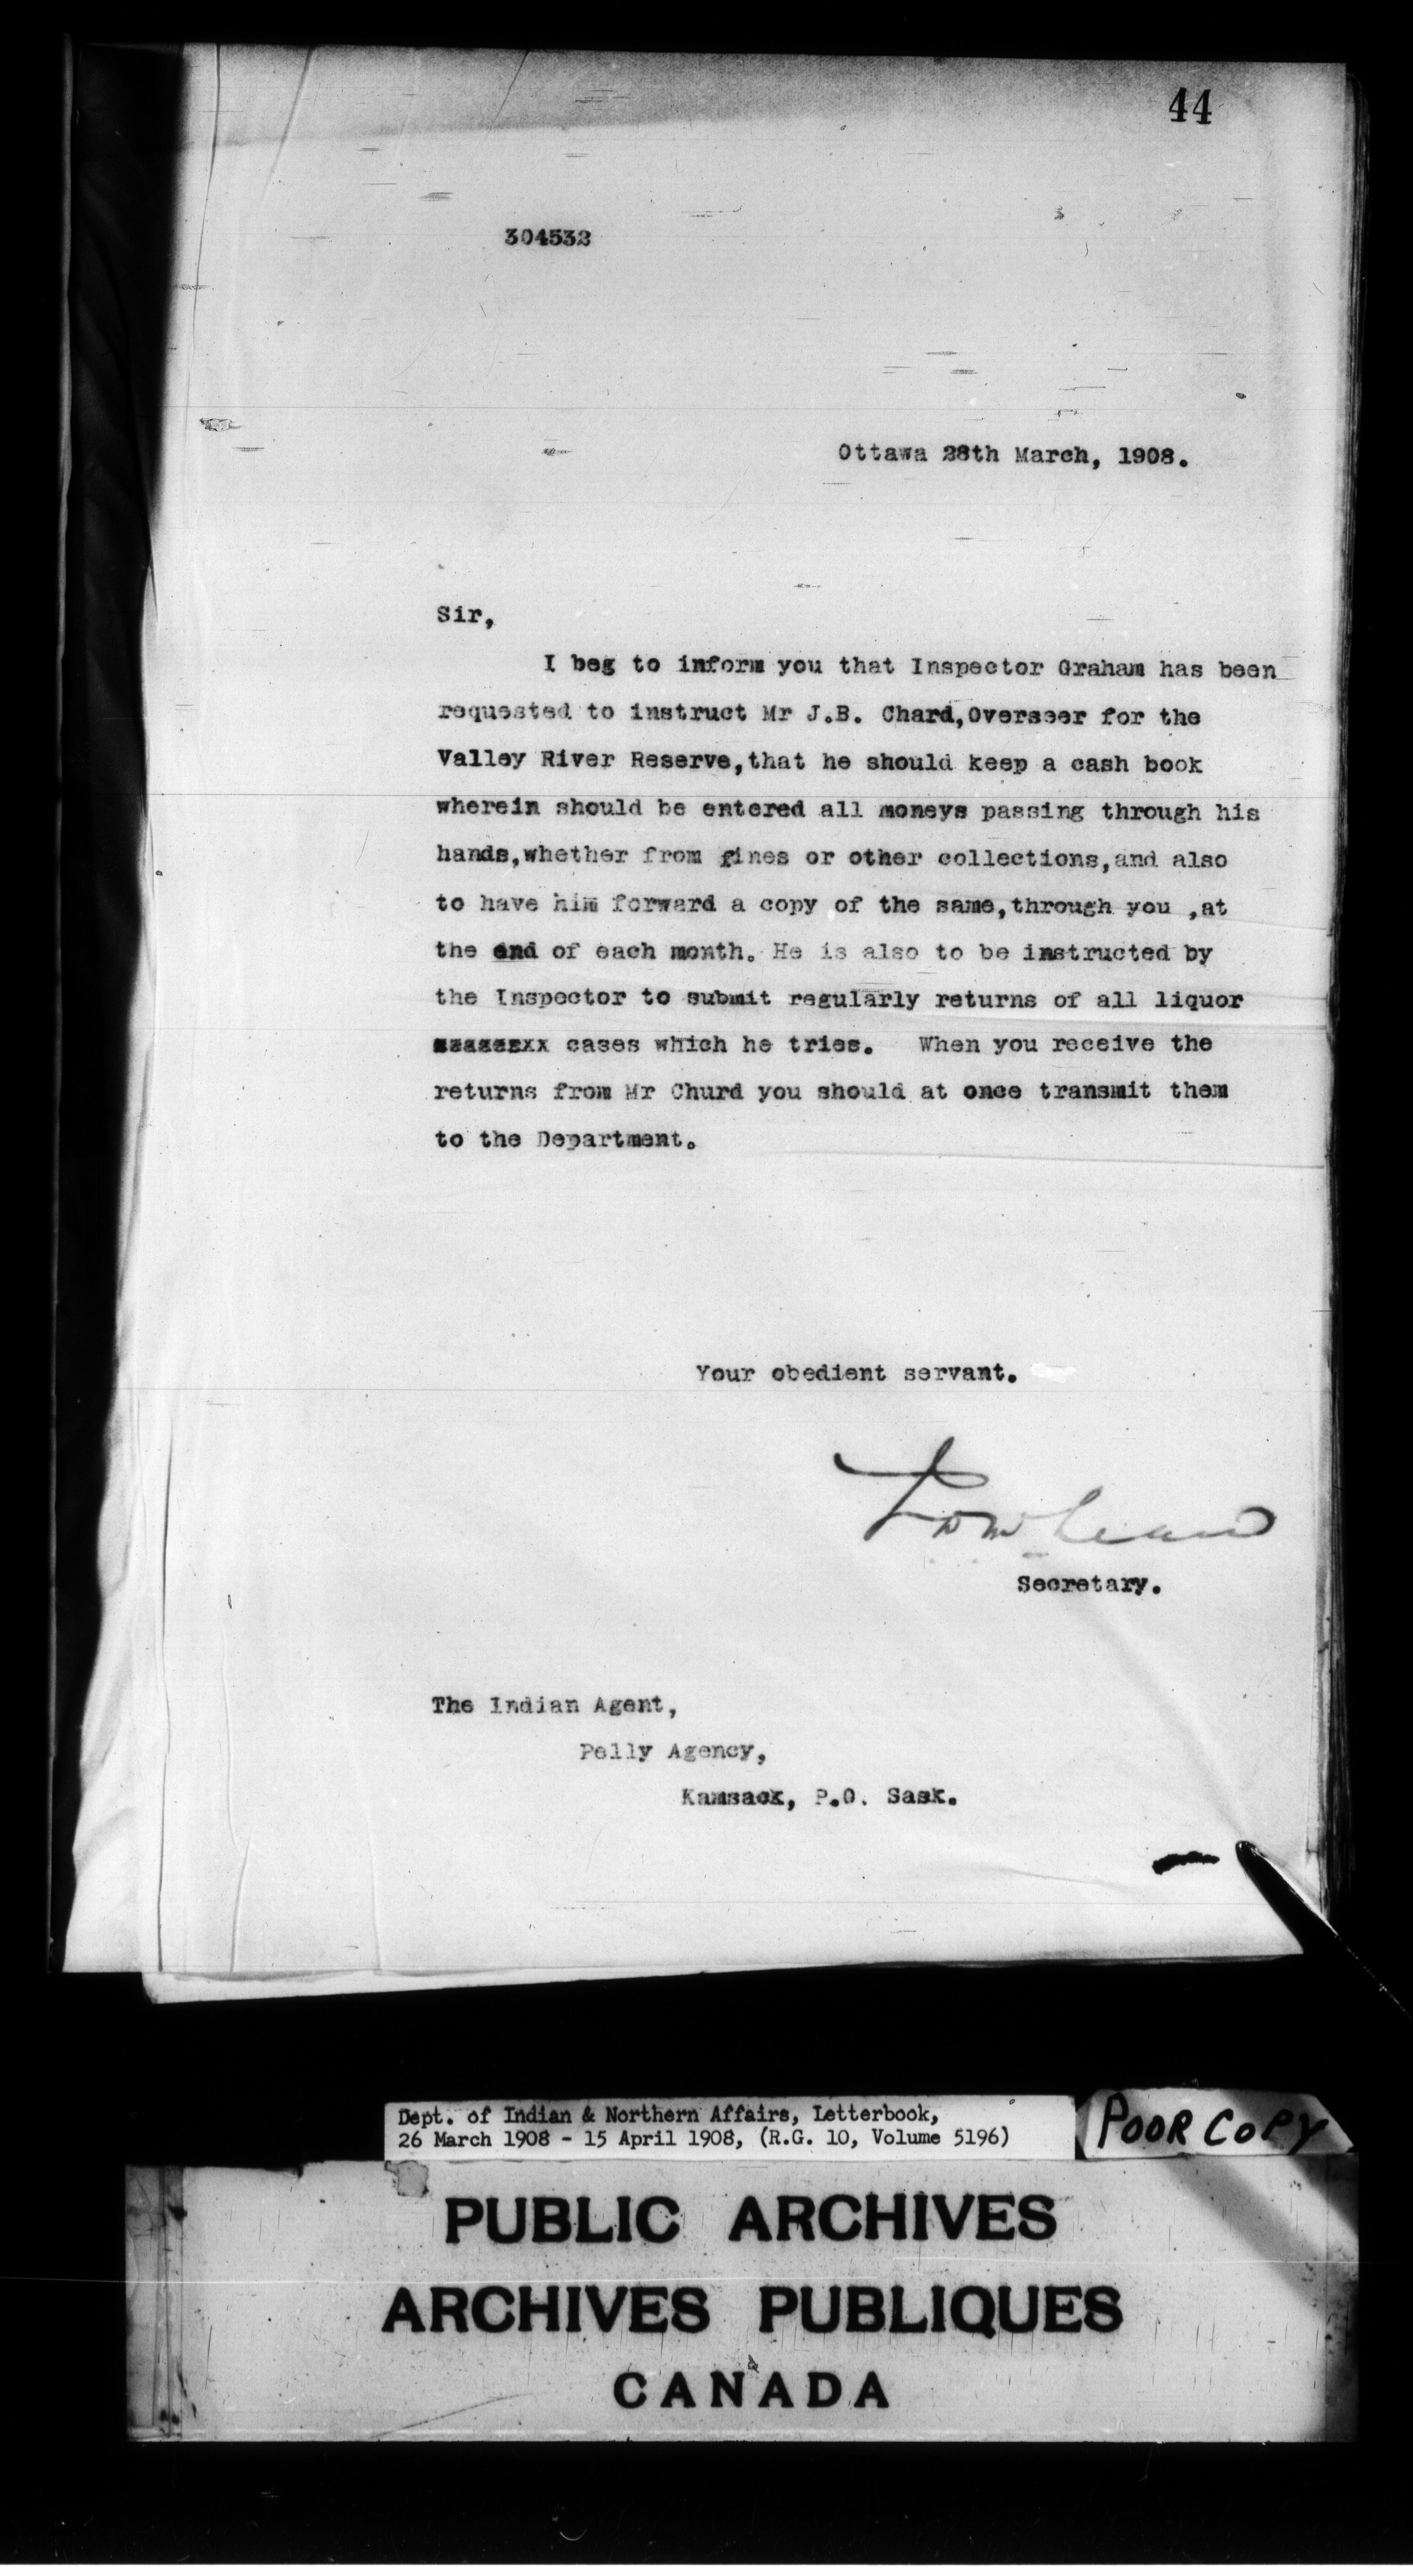 44
304532
Ottawa 28th March, 1908.
Sir,
I beg to inform you that Inspector Graham has been
requested to instruct Mr J.B. Chard,Overseer for the
Valley River Reserve,that he should keep a cash book
wherein should be entered all moneys passing through his
hands,whether from fines or other collections,and also
to have him forward a copy of the same,through you ,at
the end of each month. He is also to be instructed by
the Inspector to submit regularly returns of all liquor
cases which he tries. When you receive the
returns from Mr Churd you should at once transmit them
to the Department.
Your obedient servant.
Secretary.
The Indian Agent,
Pelly Agency,
Kamsack, P.O. Sask.
Dept. of Indian & Northern Affairs, Letterbook,
26 March 1908 - 15 April 1908, (R.G. 10, Volume 5196)
POOR COPY
PUBLIC ARCHIVES
ARCHIVES PUBLIQUES
CANADA